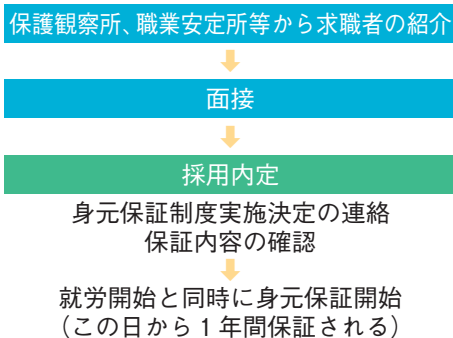 保護観察所、職業安定所等から求職者の紹介
面接
採用内定
身元保証制度実施決定の連絡
保証内容の確認
就労開始と同時に身元保証開始
（この日から１年間保証される）